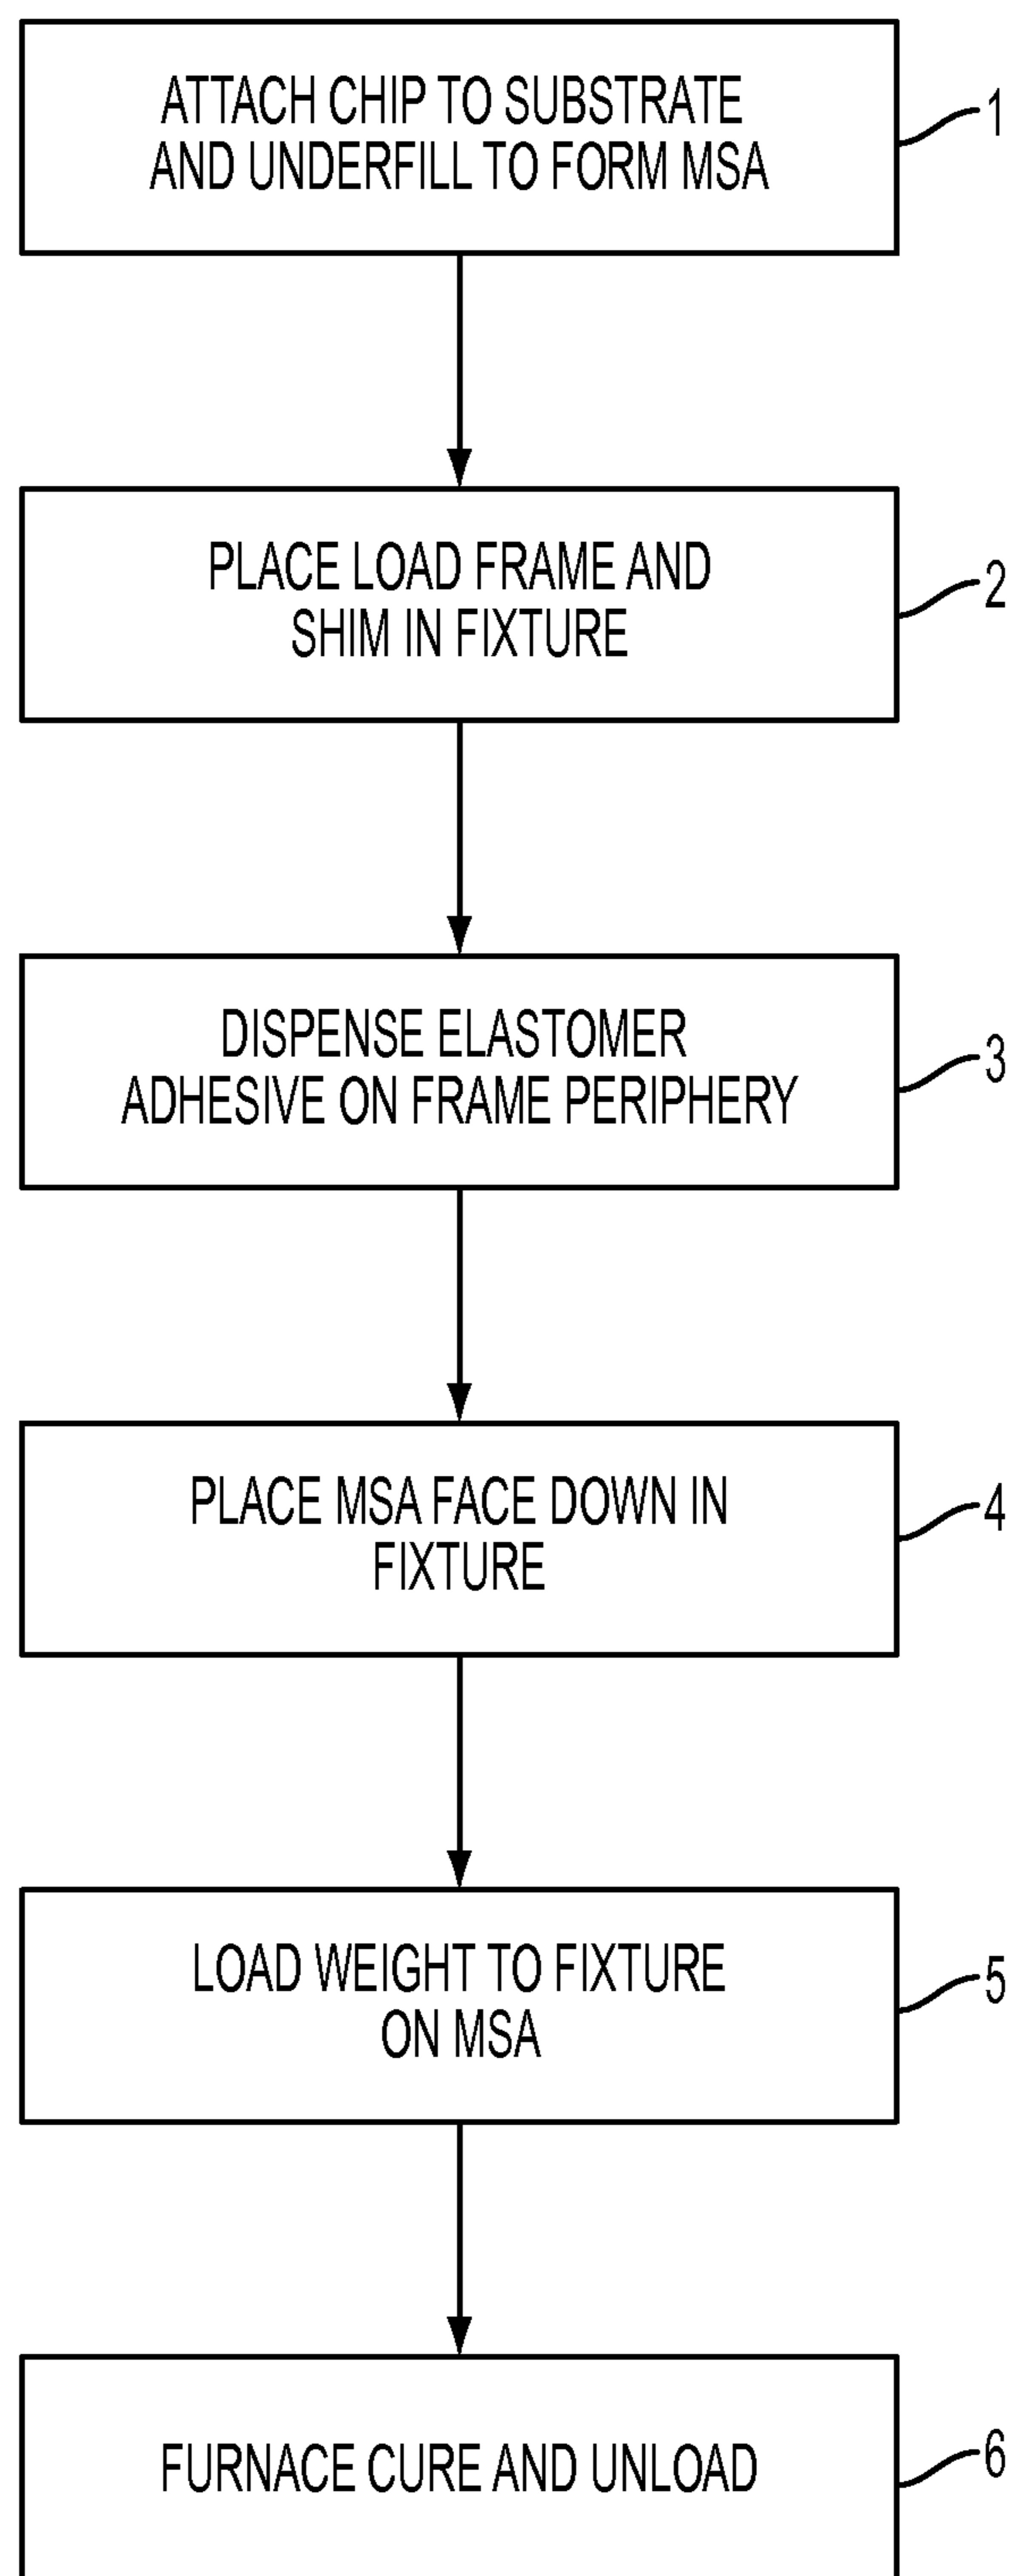 ATTACH CHIP TO SUBSTRATE
AND UNDERFILL TO FORM MSA
1
PLACE LOAD FRAME AND
SHIM IN FIXTURE
2
DISPENSE ELASTOMER
ADHESIVE ON FRAME PERIPHERY
3
PLACE MSA FACE DOWN IN
FIXTURE
4
LOAD WEIGHT TO FIXTURE
ON MSA
5
FURNACE CURE AND UNLOAD
6